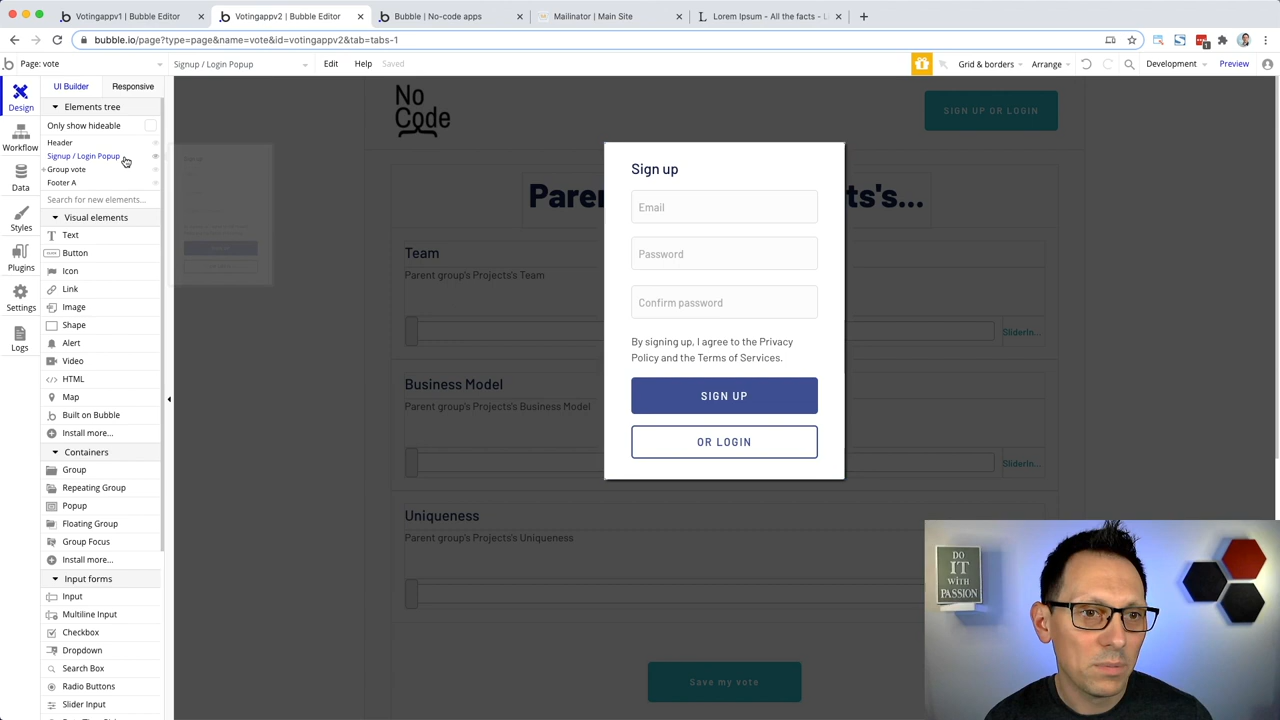 Votingappv1 | Bubble Editor
Votingappv2 | Bubble Editor
Bubble | No-code apps
Mailinator | Main Site
Lorem Ipsum - All the facts - Li
bubble.io/page?type=page&name=vote&id=votingappv2&tab=tabs-1
Page: vote
Signup / Login Popup
Edit
Help
Saved
Grid & borders
Arrange
Development
Preview
Design
Workflow
Data
Styles
Plugins
Settings
Logs
UI Builder
Responsive
Elements tree
Only show hideable
Header
Signup / Login Popup
Group vote
Footer A
Search for new elements...
Visual elements
Text
Button
Icon
Link
Image
Shape
Alert
Video
HTML
Map
Built on Bubble
Install more...
Containers
Group
Repeating Group
Popup
Floating Group
Group Focus
Install more...
Input forms
Input
Multiline Input
Checkbox
Dropdown
Search Box
Radio Buttons
Slider Input
No
Code
SIGN UP OR LOGIN
Team
Parent group's Projects's Team
SliderIn...
Business Model
Parent group's Projects's Business Model
SliderIn...
Uniqueness
Parent group's Projects's Uniqueness
Save my vote
Sign up
Email
Password
Confirm password
By signing up, I agree to the Privacy
Policy and the Terms of Services.
SIGN UP
OR LOGIN
DO
IT
WITH
PASSION